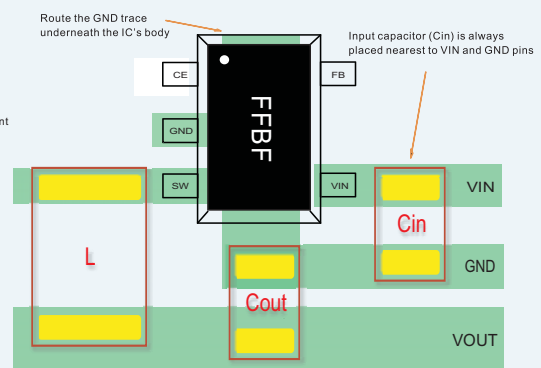 Route the GND trace
underneath the IC's body
Input capacitor (Cin) is always
placed nearest to VIN and GND pins
CE
FB
nt
GND
FFBF
SW
VIN
VIN
Cin
L
GND
Cout
VOUT